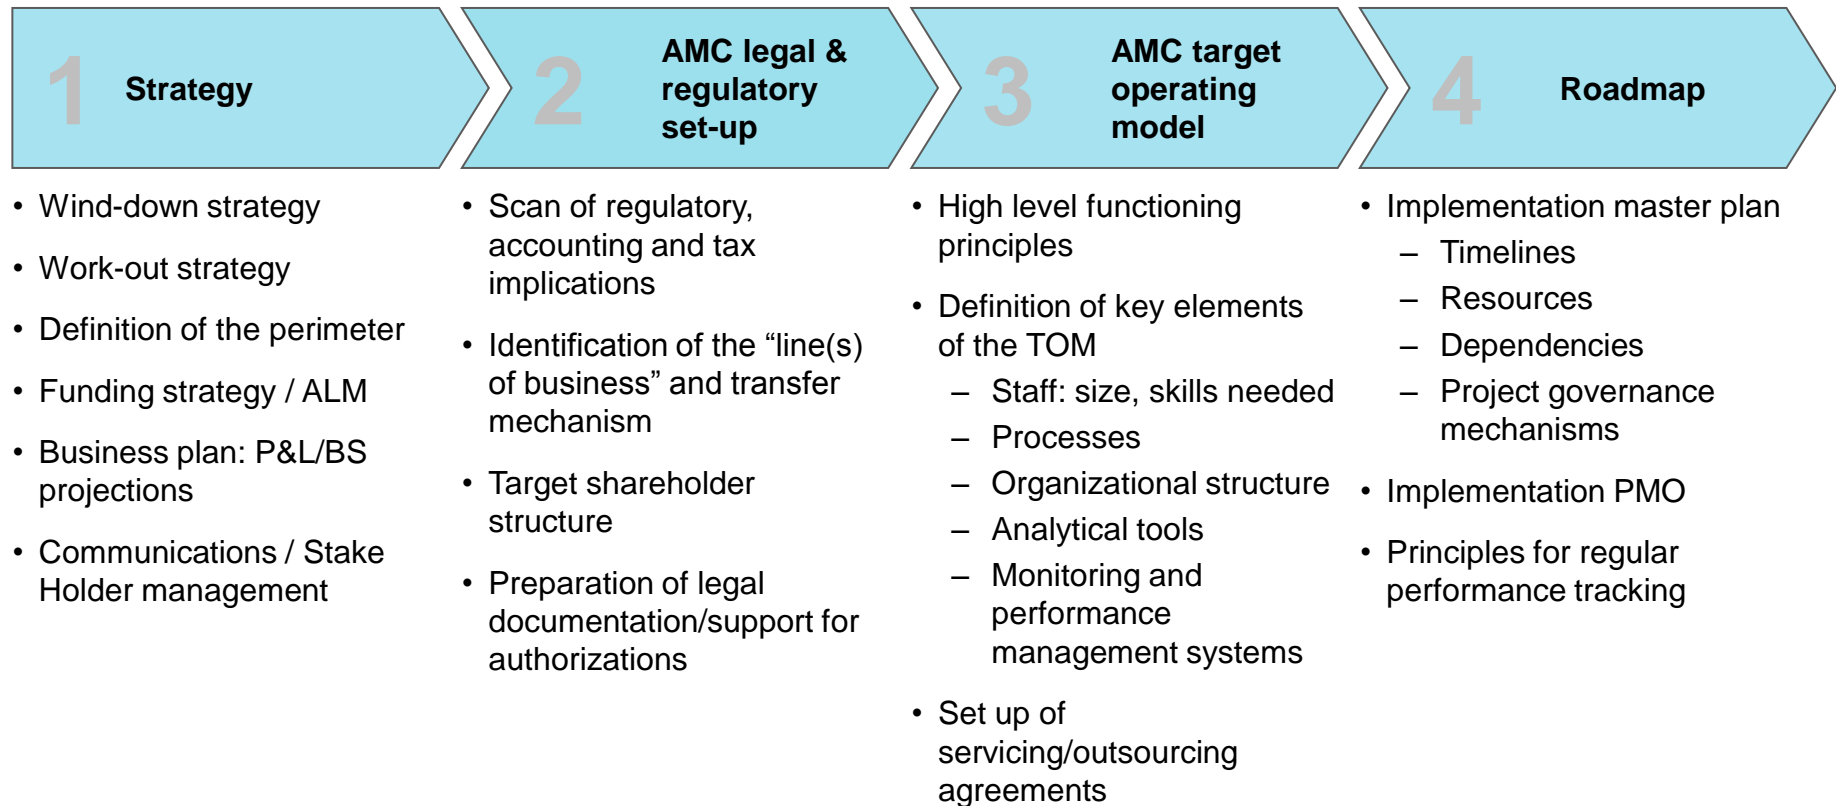 1
Strategy
• Wind-down strategy
• Work-out strategy
• Definition of the perimeter
• Funding strategy / ALM
• Business plan: P&L/BS
projections
• Communications / Stake
Holder management
2
AMC legal &
regulatory
set-up
• Scan of regulatory,
accounting and tax
implications
• Identification of the “line(s)
of business” and transfer
mechanism
• Target shareholder
structure
• Preparation of legal
documentation/support for
authorizations
3
AMC target
operating
model
• High level functioning
principles
• Definition of key elements
of the TOM
– Staff: size, skills needed
– Processes
– Organizational structure
– Analytical tools
– Monitoring and
performance
management systems
• Set up of
servicing/outsourcing
agreements
4
Roadmap
• Implementation master plan
– Timelines
– Resources
– Dependencies
– Project governance
mechanisms
• Implementation PMO
• Principles for regular
performance tracking